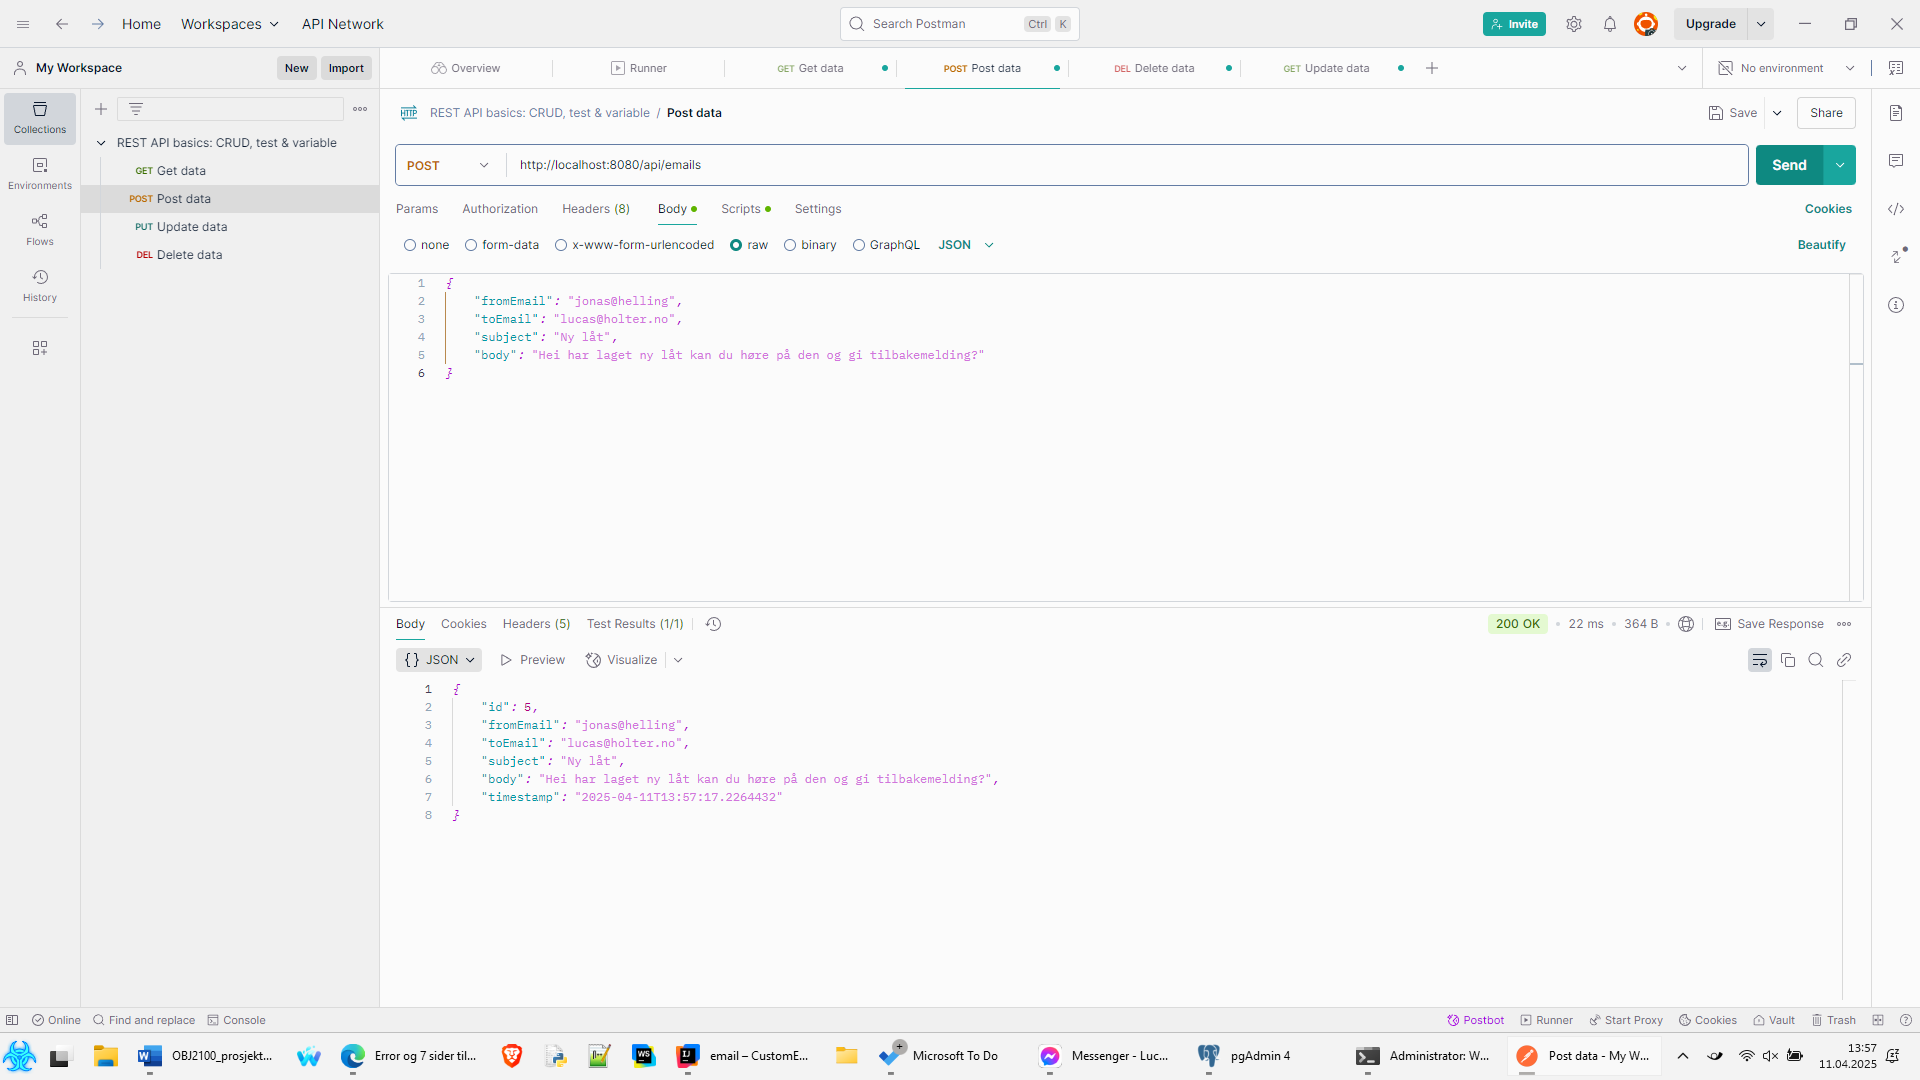 Home
Workspaces
API Network
Search Postman
Ctrl K
Invite
Upgrade
My Workspace
New
Import
Overview
Runner
GET Get data
POST Post data
DEL Delete data
GET Update data
No environment
Collections
Environments
Flows
History
REST API basics: CRUD, test & variable
GET Get data
POST Post data
PUT Update data
DEL Delete data
HTTP REST API basics: CRUD, test & variable / Post data
Save
Share
POST
http://localhost:8080/api/emails
Send
Params Authorization Headers (8) Body Scripts Settings
Cookies
none form-data x-www-form-urlencoded raw binary GraphQL JSON
Beautify
1 {
2 "fromEmail": "jonas@helling",
3 "toEmail": "lucas@holter.no",
4 "subject": "Ny låt",
5 "body": "Hei har laget ny låt kan du høre på den og gi tilbakemelding?"
6 }
Body Cookies Headers (5) Test Results (1/1)
200 OK • 22 ms • 364 B • e.g. Save Response
{} JSON Preview Visualize
1 {
2 "id": 5,
3 "fromEmail": "jonas@helling",
4 "toEmail": "lucas@holter.no",
5 "subject": "Ny låt",
6 "body": "Hei har laget ny låt kan du høre på den og gi tilbakemelding?",
7 "timestamp": "2025-04-11T13:57:17.2264432"
8 }
Online Find and replace Console
Postbot Runner Start Proxy Cookies Vault Trash
OBJ2100_prosjekt...
Error og 7 sider til...
WS
email – CustomE...
Microsoft To Do
Messenger - Luc...
pgAdmin 4
Administrator: W...
Post data - My W...
13:57
11.04.2025